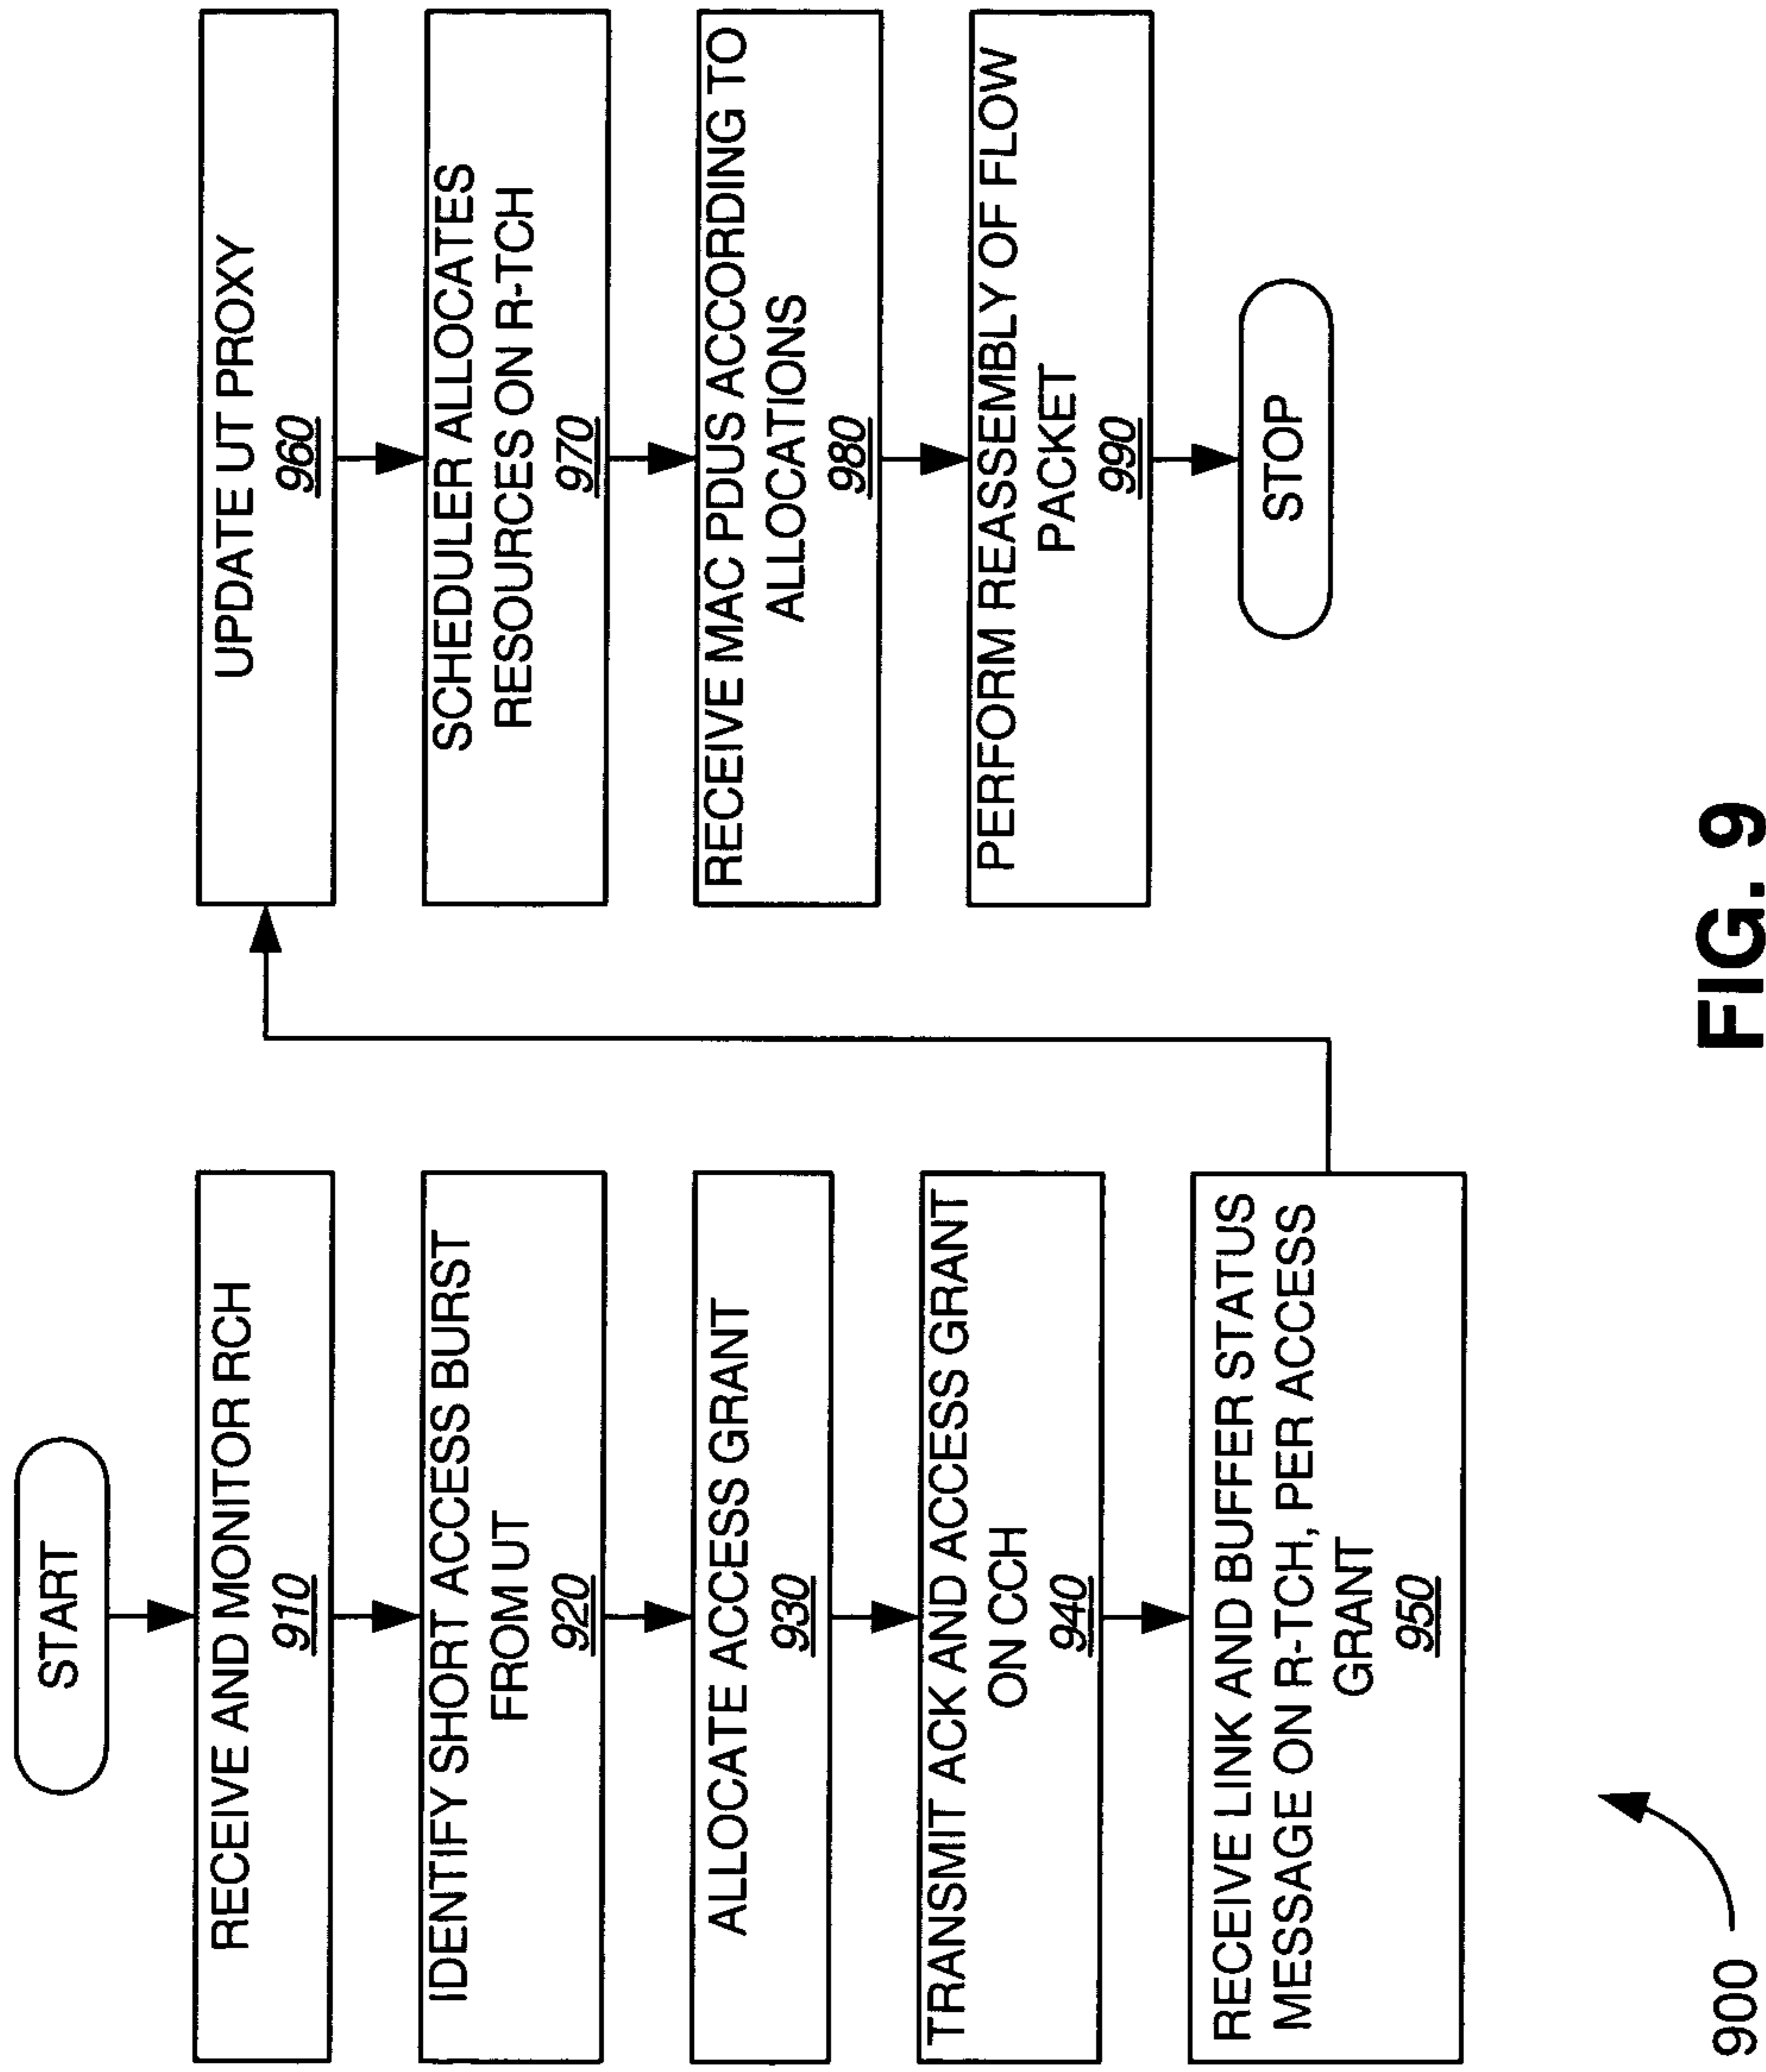 START
RECEIVE AND MONITOR RCH
910
IDENTIFY SHORT ACCESS BURST
FROM UT
920
ALLOCATE ACCESS GRANT
930
TRANSMIT ACK AND ACCESS GRANT
ON CCH
940
RECEIVE LINK AND BUFFER STATUS
MESSAGE ON R-TCH, PER ACCESS
GRANT
950
UPDATE UT PROXY
960
SCHEDULER ALLOCATES
RESOURCES ON R-TCH
970
RECEIVE MAC PDUS ACCORDING TO
ALLOCATIONS
980
PERFORM REASSEMBLY OF FLOW
PACKET
990
STOP
900
FIG. 9